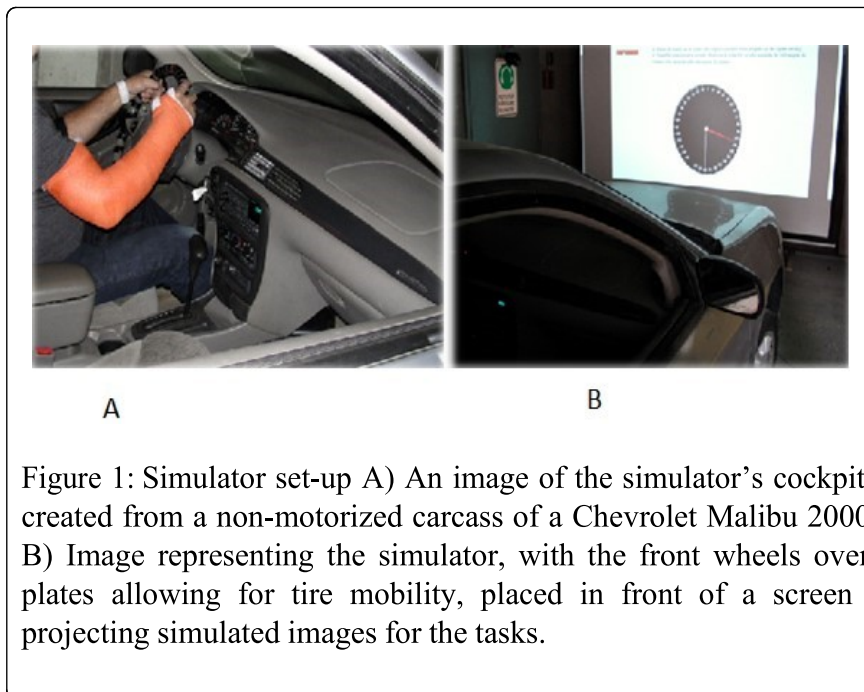 A
B
Figure 1: Simulator set-up A) An image of the simulator's cockpit
created from a non-motorized carcass of a Chevrolet Malibu 2000
B) Image representing the simulator, with the front wheels over
plates allowing for tire mobility, placed in front of a screen
projecting simulated images for the tasks.